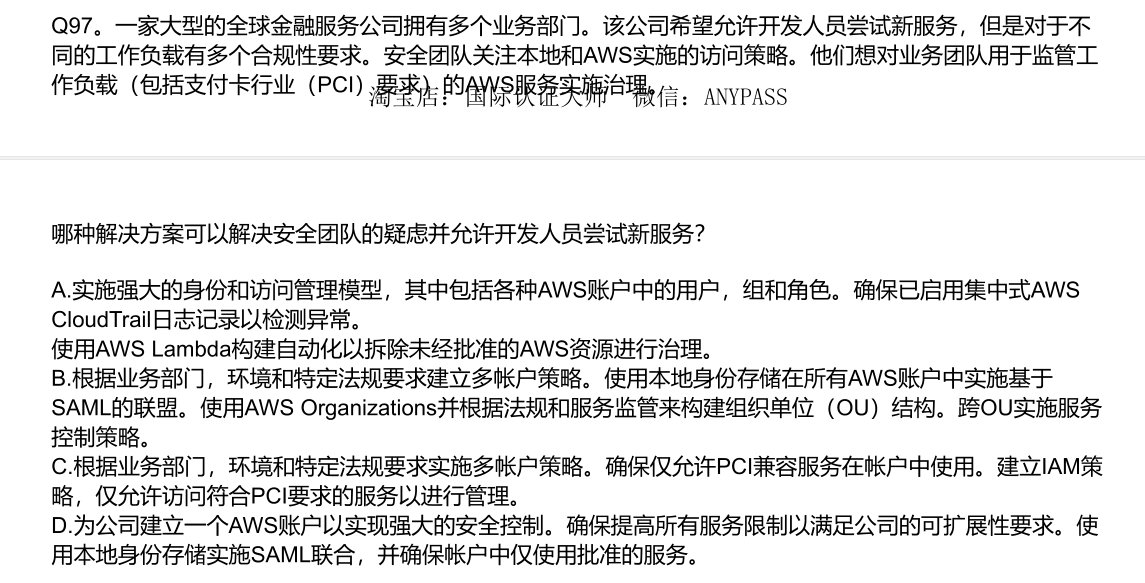 Q97。一家大型的全球金融服务公司拥有多个业务部门。该公司希望允许开发人员尝试新服务，但是对于不
同的工作负载有多个合规性要求。安全团队关注本地和AWS实施的访问策略。他们想对业务团队用于监管工
作负载（包括支付卡行业（PCI）要求）的AWS服务实施治理。
淘宝店：国际认证大师 微信：ANYPASS
哪种解决方案可以解决安全团队的疑虑并允许开发人员尝试新服务？
A.实施强大的身份和访问管理模型，其中包括各种AWS账户中的用户，组和角色。确保已启用集中式AWS
CloudTrail日志记录以检测异常。
使用AWS Lambda构建自动化以拆除未经批准的AWS资源进行治理。
B.根据业务部门，环境和特定法规要求建立多帐户策略。使用本地身份存储在所有AWS账户中实施基于
SAML的联盟。使用AWS Organizations并根据法规和服务监管来构建组织单位（OU）结构。跨OU实施服务
控制策略。
C.根据业务部门，环境和特定法规要求实施多帐户策略。确保仅允许PCI兼容服务在帐户中使用。建立IAM策
略，仅允许访问符合PCI要求的服务以进行管理。
D.为公司建立一个AWS账户以实现强大的安全控制。确保提高所有服务限制以满足公司的可扩展性要求。使
用本地身份存储实施SAML联合，并确保帐户中仅使用批准的服务。